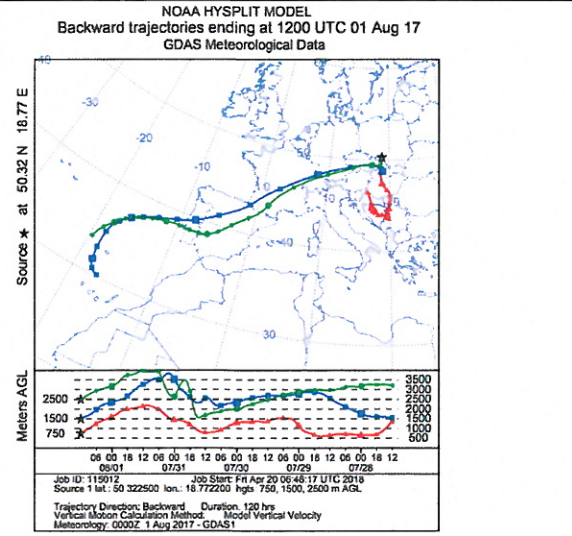 NOAA HYSPLIT MODEL
Backward trajectories ending at 1200 UTC 01 Aug 17
GDAS Meteorological Data
Source ★ at 50.32 N 18.77 E
-30
-20
-10
0
50
40
30
Meters AGL
2500
1500
750
3500
3000
2500
2000
1500
1000
500
06 00 18 12 06 00 18 12 06 00 18 12 06 00 18 12 06 00 18 12
08/01 07/31 07/30 07/29 07/28
Job ID: 115012 Job Start: Fri Apr 20 06:46:17 UTC 2018
Source 1 lat.: 50.322500 lon.: 18.772200 hgts: 750, 1500, 2500 m AGL
Trajectory Direction: Backward Duration: 120 hrs
Vertical Motion Calculation Method: Model Vertical Velocity
Meteorology: 0000Z 1 Aug 2017 - GDAS1